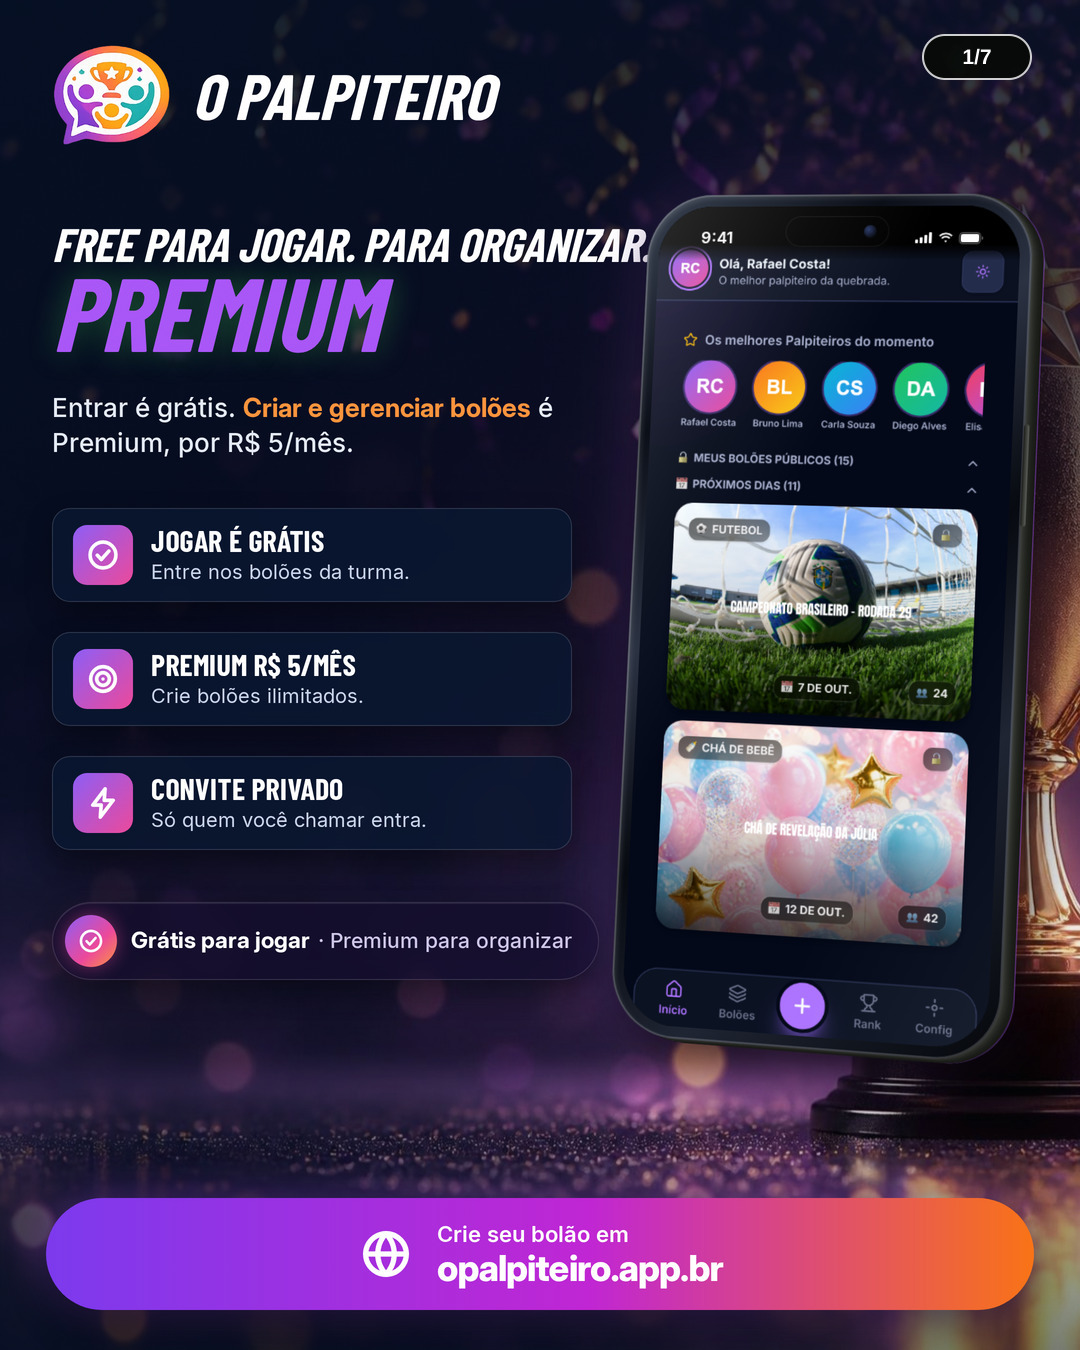 O PALPITEIRO
1/7
FREE PARA JOGAR. PARA ORGANIZAR.
PREMIUM
Entrar é grátis. Criar e gerenciar bolões é
Premium, por R$ 5/mês.
JOGAR É GRÁTIS
Entre nos bolões da turma.
PREMIUM R$ 5/MÊS
Crie bolões ilimitados.
CONVITE PRIVADO
Só quem você chamar entra.
Grátis para jogar · Premium para organizar
9:41
RC
Olá, Rafael Costa!
O melhor palpiteiro da quebrada.
Os melhores Palpiteiros do momento
RC BL CS DA
Rafael Costa Bruno Lima Carla Souza Diego Alves Elis
MEUS BOLÕES PÚBLICOS (15)
PRÓXIMOS DIAS (11)
FUTEBOL
CAMPEONATO BRASILEIRO - RODADA 29
7 DE OUT. 24
CHÁ DE BEBÊ
CHÁ DE REVELAÇÃO DA JÚLIA
12 DE OUT. 42
Início Bolões + Rank Config
Crie seu bolão em
opalpiteiro.app.br